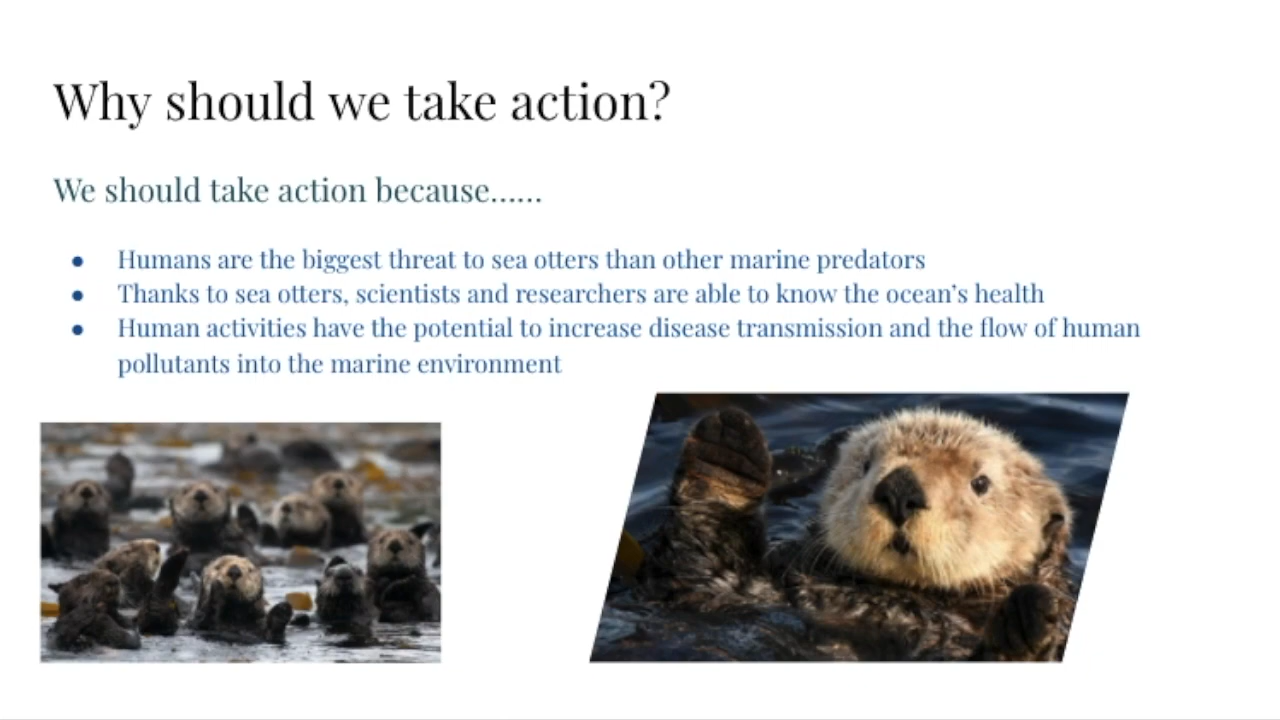 Why should we take action?
We should take action because......
● Humans are the biggest threat to sea otters than other marine predators
● Thanks to sea otters, scientists and researchers are able to know the ocean’s health
● Human activities have the potential to increase disease transmission and the flow of human
pollutants into the marine environment